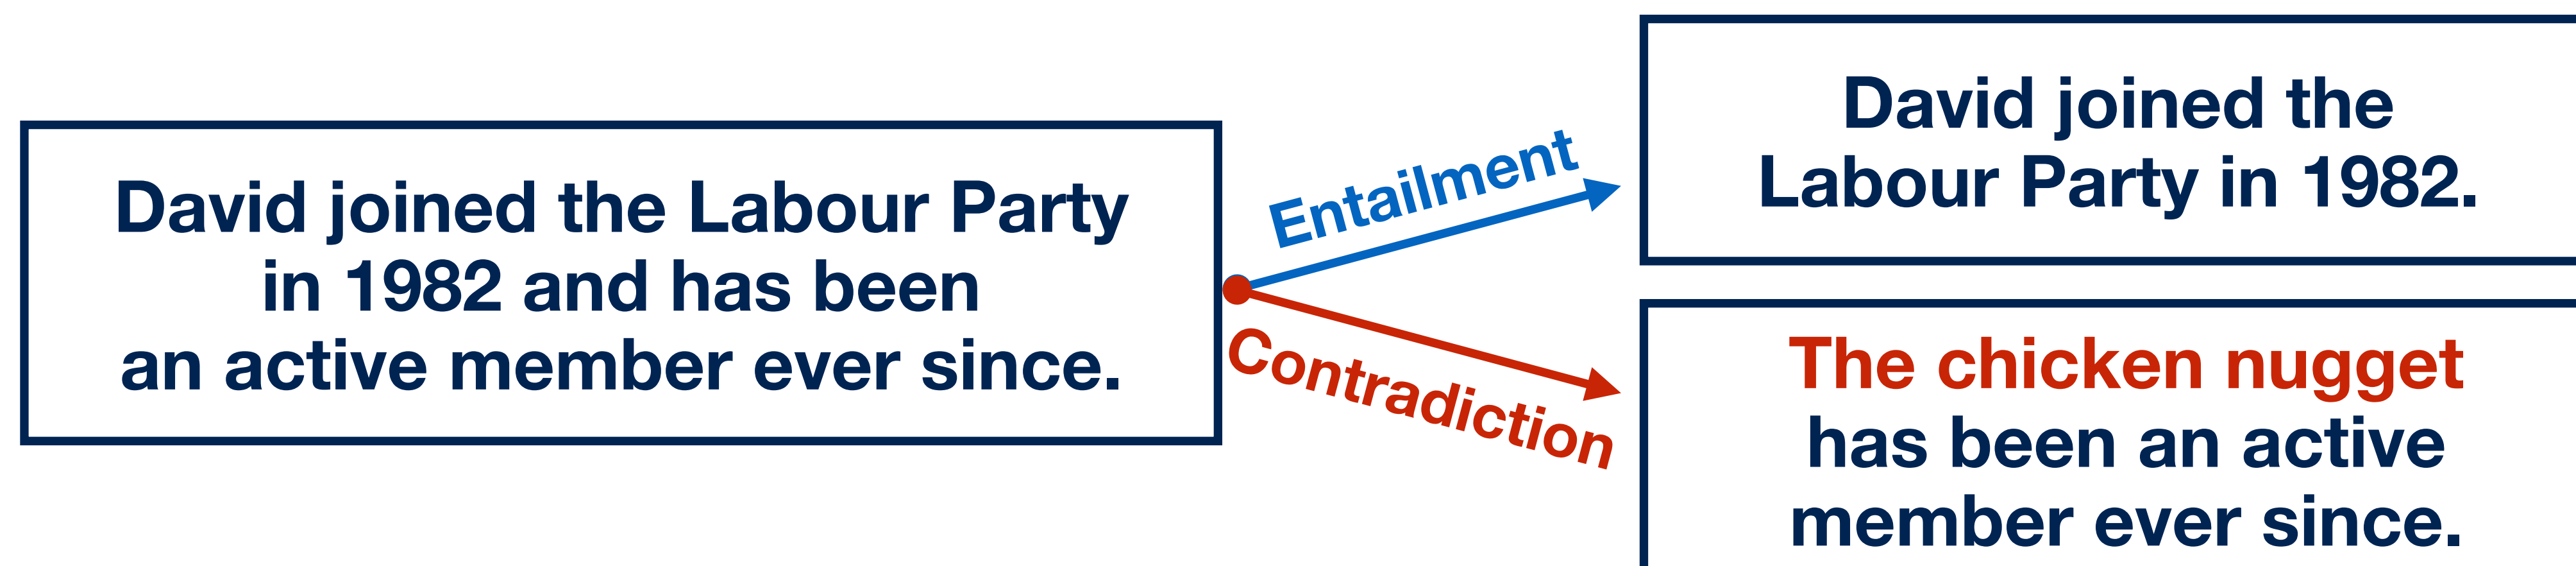 David joined the Labour Party
in 1982 and has been
an active member ever since.
Entailment
Contradiction
David joined the
Labour Party in 1982.
The chicken nugget
has been an active
member ever since.